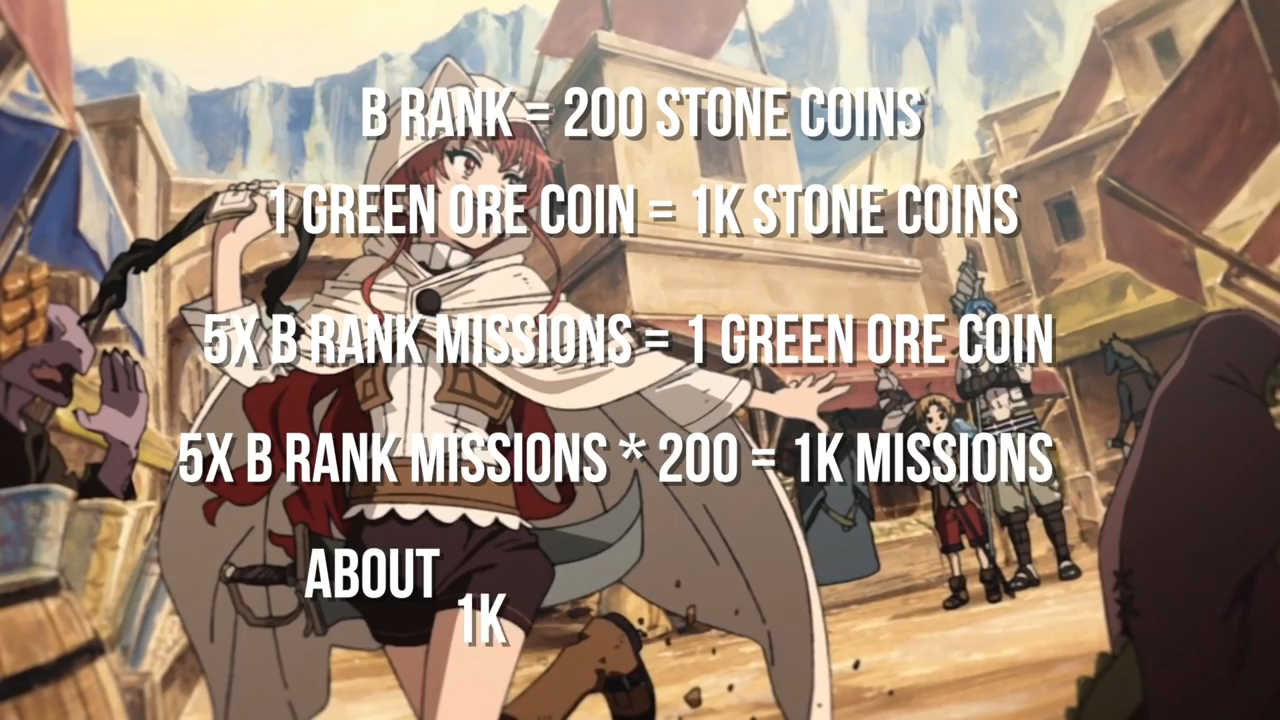 B RANK = 200 STONE COINS
1 GREEN ORE COIN = 1K STONE COINS
5X B RANK MISSIONS = 1 GREEN ORE COIN
5X B RANK MISSIONS * 200 = 1K MISSIONS
ABOUT
1K